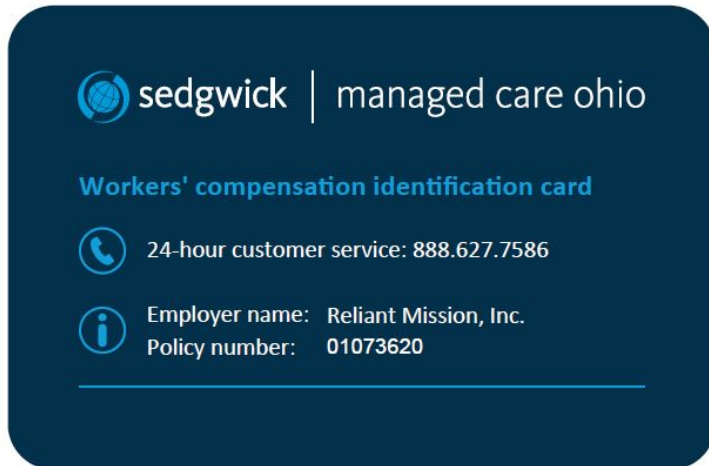 sedgwick | managed care ohio
Workers' compensation identification card
24-hour customer service: 888.627.7586
Employer name: Reliant Mission, Inc.
Policy number: 01073620